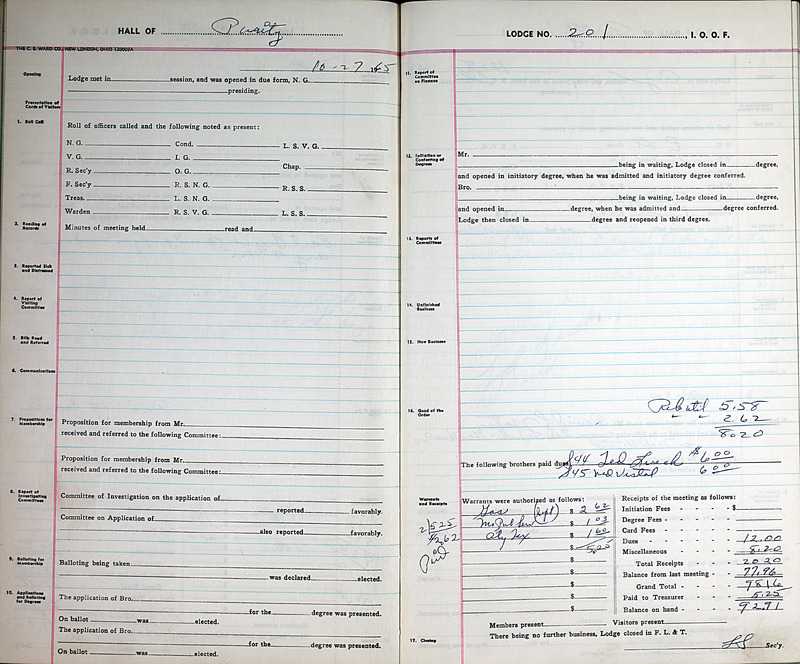 HALL OF Purity
THE C. E. WARD CO., NEW LONDON, OHIO 123003A
10-27 1965
Opening
Lodge met in session, and was opened in due form, N. G.
presiding.
Presentation of Cards of Visitors
1. Roll Call
Roll of officers called and the following noted as present:
N. G. Cond. L. S. V. G.
V. G. I. G.
R. Sec'y O. G. Chap.
F. Sec'y R. S. N. G. R. S. S.
Treas. L. S. N. G.
Warden R. S. V. G. L. S. S.
2. Reading of Records
Minutes of meeting held read and
3. Reported Sick and Distressed
4. Report of Visiting Committee
5. Bills Read and Referred
6. Communications
7. Propositions for Membership
Proposition for membership from Mr.
received and referred to the following Committee:
Proposition for membership from Mr.
received and referred to the following Committee:
8. Report of Investigating Committees
Committee of Investigation on the application of
reported favorably.
Committee on Application of
also reported favorably.
9. Balloting for Membership
Balloting being taken
was declared elected.
10. Applications and Balloting for Degrees
The application of Bro.
for the degree was presented.
On ballot was elected.
The application of Bro.
for the degree was presented.
On ballot was elected.
LODGE NO. 201, I. O. O. F.
11. Report of Committee on Finance
12. Initiation or Conferring of Degrees
Mr.
being in waiting, Lodge closed in degree,
and opened in initiatory degree, when he was admitted and initiatory degree conferred.
Bro.
being in waiting, Lodge closed in degree,
and opened in degree, when he was admitted and degree conferred.
Lodge then closed in degree and reopened in third degree.
13. Reports of Committees
14. Unfinished Business
15. New Business
16. Good of the Order
5.58
2.62
8.20
The following brothers paid dues: $44 Ted $6.00
$45 6.00
Warrants and Receipts
Warrants were authorized as follows:
Gas $ 2 62
$ 1 03
$ 1 60
$ 5.20
$
$
$
$
$
2/5.25
$2.62
Paid
Receipts of the meeting as follows:
Initiation Fees - - - $
Degree Fees - - -
Card Fees - - -
Dues - - - 12.00
Miscellaneous - - - 8.20
Total Receipts - - 20 20
Balance from last meeting - 77.96
Grand Total - - 98 16
Paid to Treasurer - - 5.25
Balance on hand - - 92.91
Members present Visitors present
17. Closing
There being no further business, Lodge closed in F. L. & T.
Sec'y.